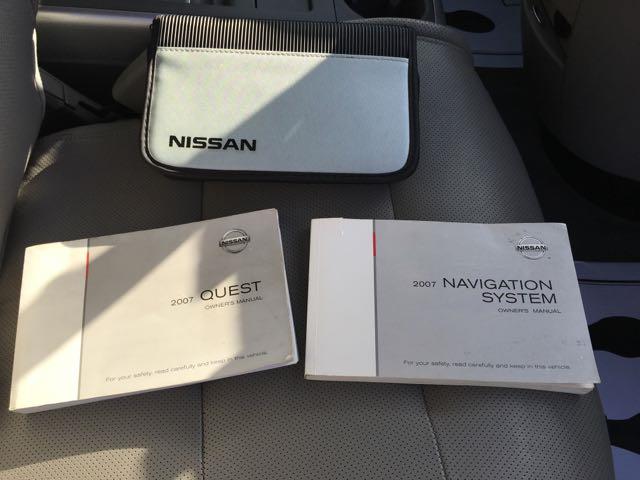 NISSAN
NISSAN
2007 QUEST
OWNER'S MANUAL
For your safety, read carefully and keep in this vehicle.
NISSAN
2007 NAVIGATION
SYSTEM
OWNER'S MANUAL
For your safety, read carefully and keep in this vehicle.